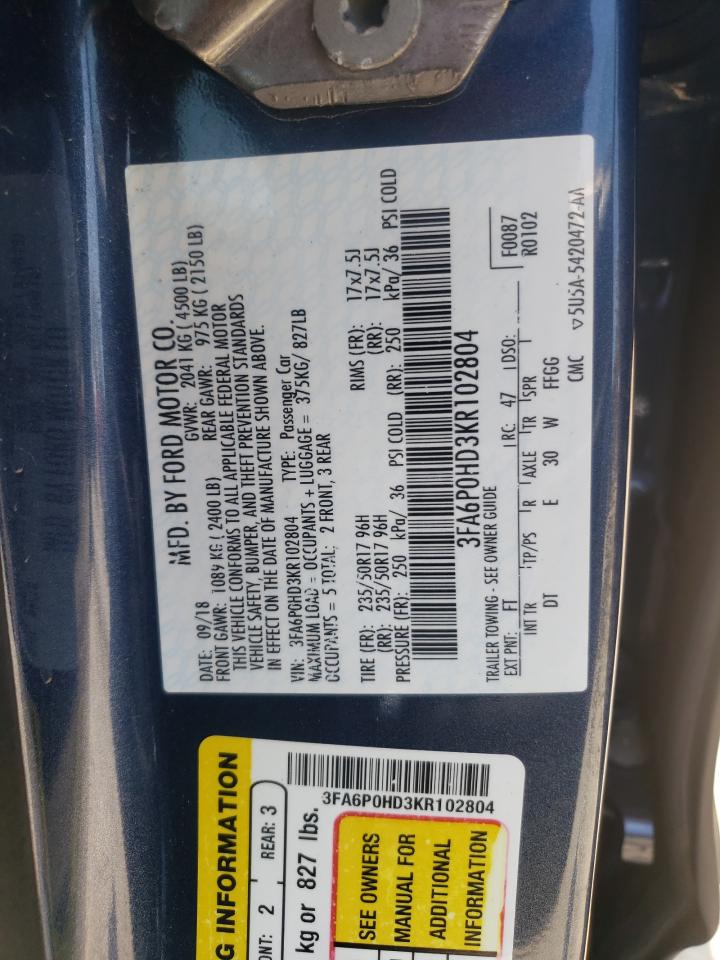 MFD. BY FORD MOTOR CO.
DATE: 09/18 GVWR: 2041 KG ( 4500 LB)
FRONT GAWR: 1089 KG ( 2400 LB) REAR GAWR: 975 KG ( 2150 LB)
THIS VEHICLE CONFORMS TO ALL APPLICABLE FEDERAL MOTOR
VEHICLE SAFETY, BUMPER, AND THEFT PREVENTION STANDARDS
IN EFFECT ON THE DATE OF MANUFACTURE SHOWN ABOVE.
VIN: 3FA6P0HD3KR102804 TYPE: Passenger Car
MAXIMUM LOAD = OCCUPANTS + LUGGAGE = 375KG/ 827LB
OCCUPANTS = 5 TOTAL; 2 FRONT, 3 REAR
TIRE (FR): 235/50R17 96H RIMS (FR): 17x7.5J
(RR): 235/50R17 96H (RR): 17x7.5J
PRESSURE (FR): 250 kPa/ 36 PSI COLD (RR): 250 kPa/ 36 PSI COLD
3FA6P0HD3KR102804
TRAILER TOWING - SEE OWNER GUIDE F0087
EXT PNT: FT RC: 47 DSO: R0102
INT TR TP/PS R AXLE TR SPR
DT E 30 W FFGG
CMC ▽5U5A-5420472-AA
G INFORMATION
ONT: 2 REAR: 3
kg or 827 lbs.
3FA6P0HD3KR102804
SEE OWNERS
MANUAL FOR
ADDITIONAL
INFORMATION